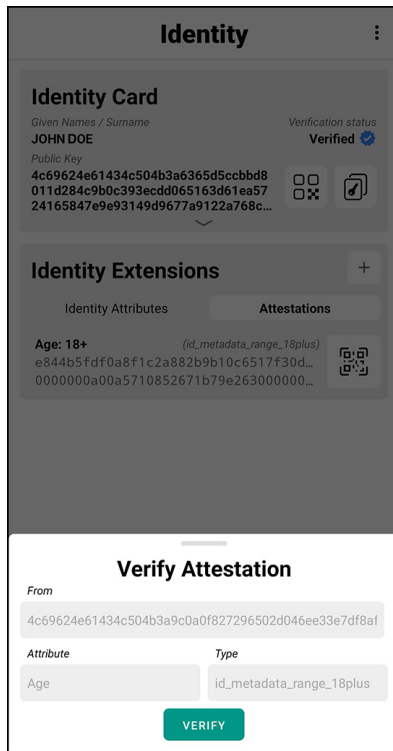 Identity
Identity Card
Given Names / Surname
Verification status
JOHN DOE
Verified
Public Key
4c69624e61434c504b3a6365d5ccbbd8
011d284c9b0c393ecdd065163d61ea57
24165847e9e93149d9677a9122a768c...
Identity Extensions
+
Identity Attributes
Attestations
Age: 18+
(id_metadata_range_18plus)
e844b5fdf0a8f1c2a882b9b10c6517f30d…
0000000a00a5710852671b79e263000000…
Verify Attestation
From
4c69624e61434c504b3a9c0a0f827296502d046ee33e7df8af
Attribute
Type
Age
id_metadata_range_18plus
VERIFY